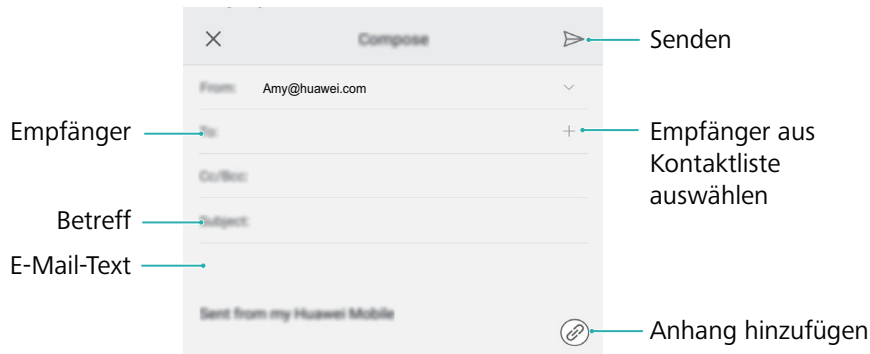 Compose
Senden
From: Amy@huawei.com
Empfänger
To:
Empfänger aus
Kontaktliste
auswählen
Cc/Bcc:
Betreff
Subject:
E-Mail-Text
Sent from my Huawei Mobile
Anhang hinzufügen